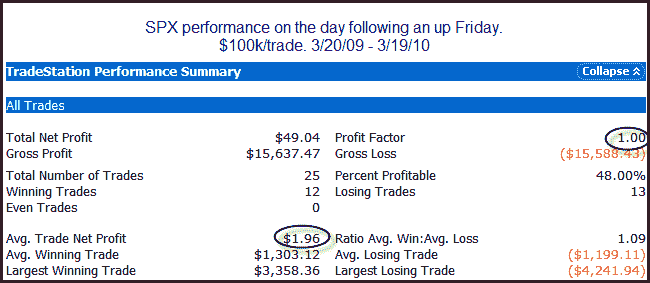 SPX performance on the day following an up Friday.
$100k/trade. 3/20/09 - 3/19/10
TradeStation Performance Summary Collapse
All Trades
Total Net Profit $49.04 Profit Factor 1.00
Gross Profit $15,637.47 Gross Loss ($15,588.43)
Total Number of Trades 25 Percent Profitable 48.00%
Winning Trades 12 Losing Trades 13
Even Trades 0
Avg. Trade Net Profit $1.96 Ratio Avg. Win:Avg. Loss 1.09
Avg. Winning Trade $1,303.12 Avg. Losing Trade ($1,199.11)
Largest Winning Trade $3,358.36 Largest Losing Trade ($4,241.94)